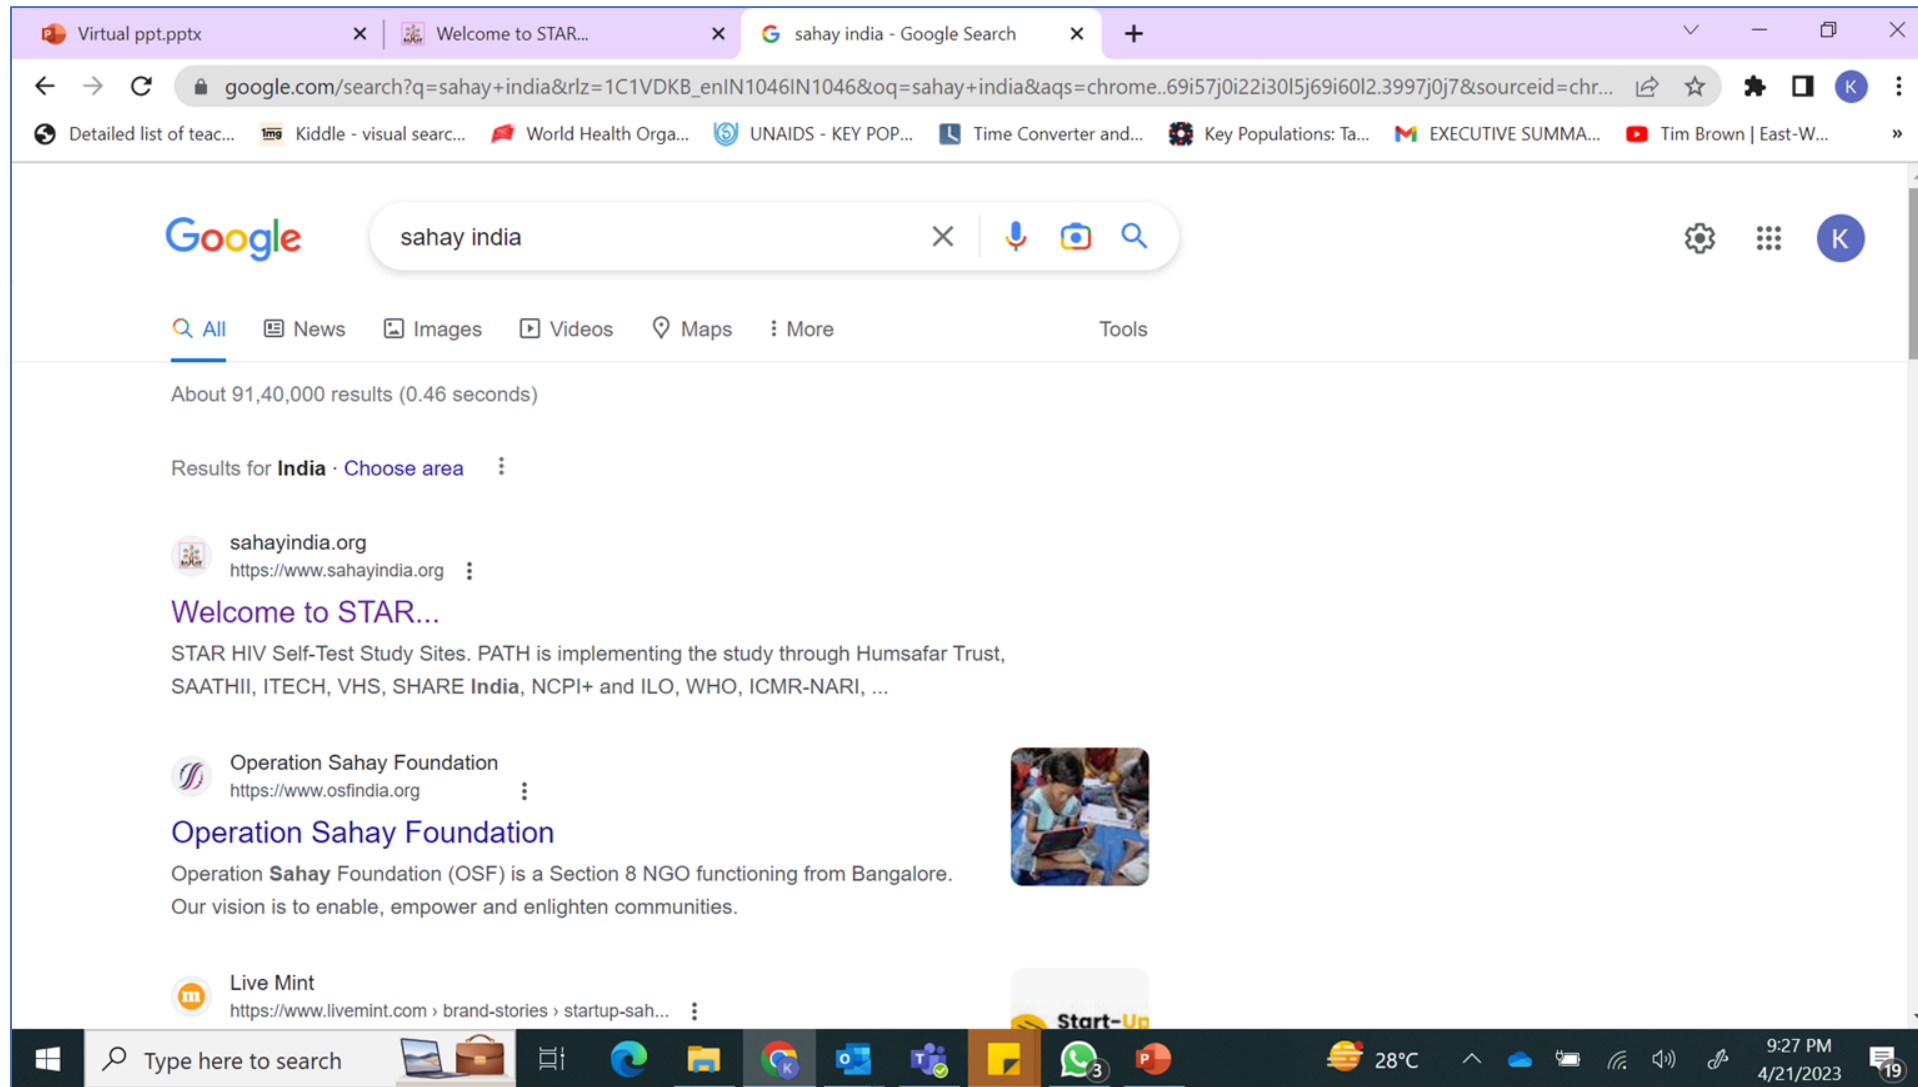 Virtual ppt.pptx
Welcome to STAR...
sahay india - Google Search
google.com/search?q=sahay+india&rlz=1C1VDKB_enIN1046IN1046&oq=sahay+india&aqs=chrome..69i57j0i22i30l5j69i60l2.3997j0j7&sourceid=chr...
K
Detailed list of teac...
1mg
Kiddle - visual searc...
World Health Orga...
UNAIDS - KEY POP...
Time Converter and...
Key Populations: Ta...
EXECUTIVE SUMMA...
Tim Brown | East-W...
»
Google
sahay india
K
All
News
Images
Videos
Maps
More
Tools
About 91,40,000 results (0.46 seconds)
Results for India · Choose area
sahayindia.org
https://www.sahayindia.org
Welcome to STAR...
STAR HIV Self-Test Study Sites. PATH is implementing the study through Humsafar Trust,
SAATHII, ITECH, VHS, SHARE India, NCPI+ and ILO, WHO, ICMR-NARI, ...
Operation Sahay Foundation
https://www.osfindia.org
Operation Sahay Foundation
Operation Sahay Foundation (OSF) is a Section 8 NGO functioning from Bangalore.
Our vision is to enable, empower and enlighten communities.
m
Live Mint
https://www.livemint.com › brand-stories › startup-sah...
Start-Up
Type here to search
K
3
28°C
9:27 PM
4/21/2023
19